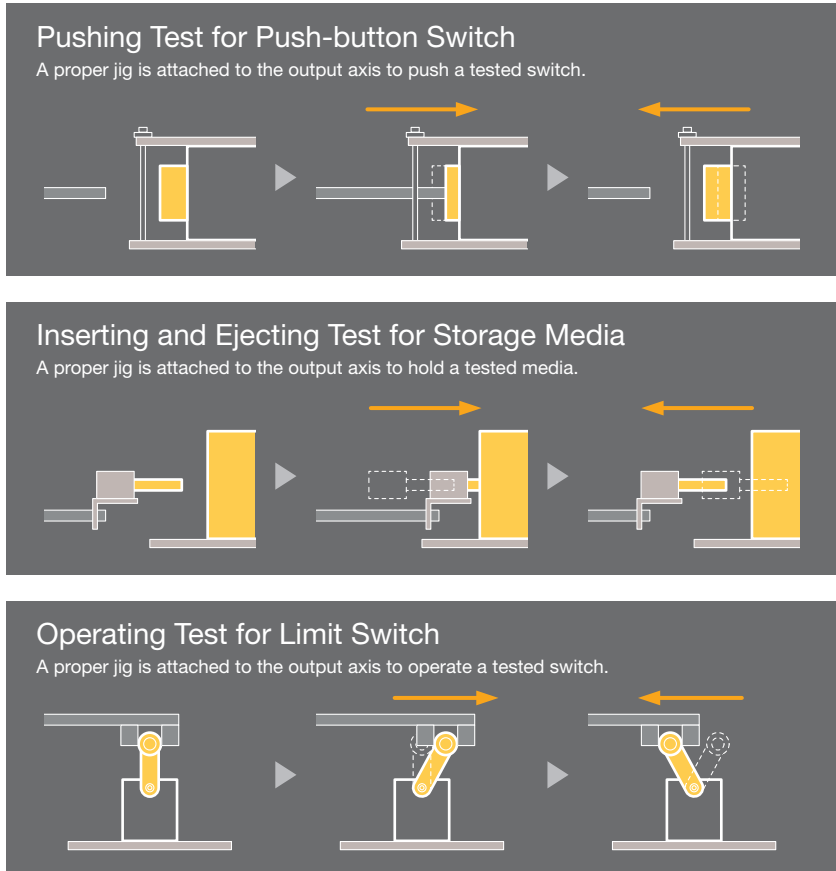 Pushing Test for Push-button Switch
A proper jig is attached to the output axis to push a tested switch.
Inserting and Ejecting Test for Storage Media
A proper jig is attached to the output axis to hold a tested media.
Operating Test for Limit Switch
A proper jig is attached to the output axis to operate a tested switch.